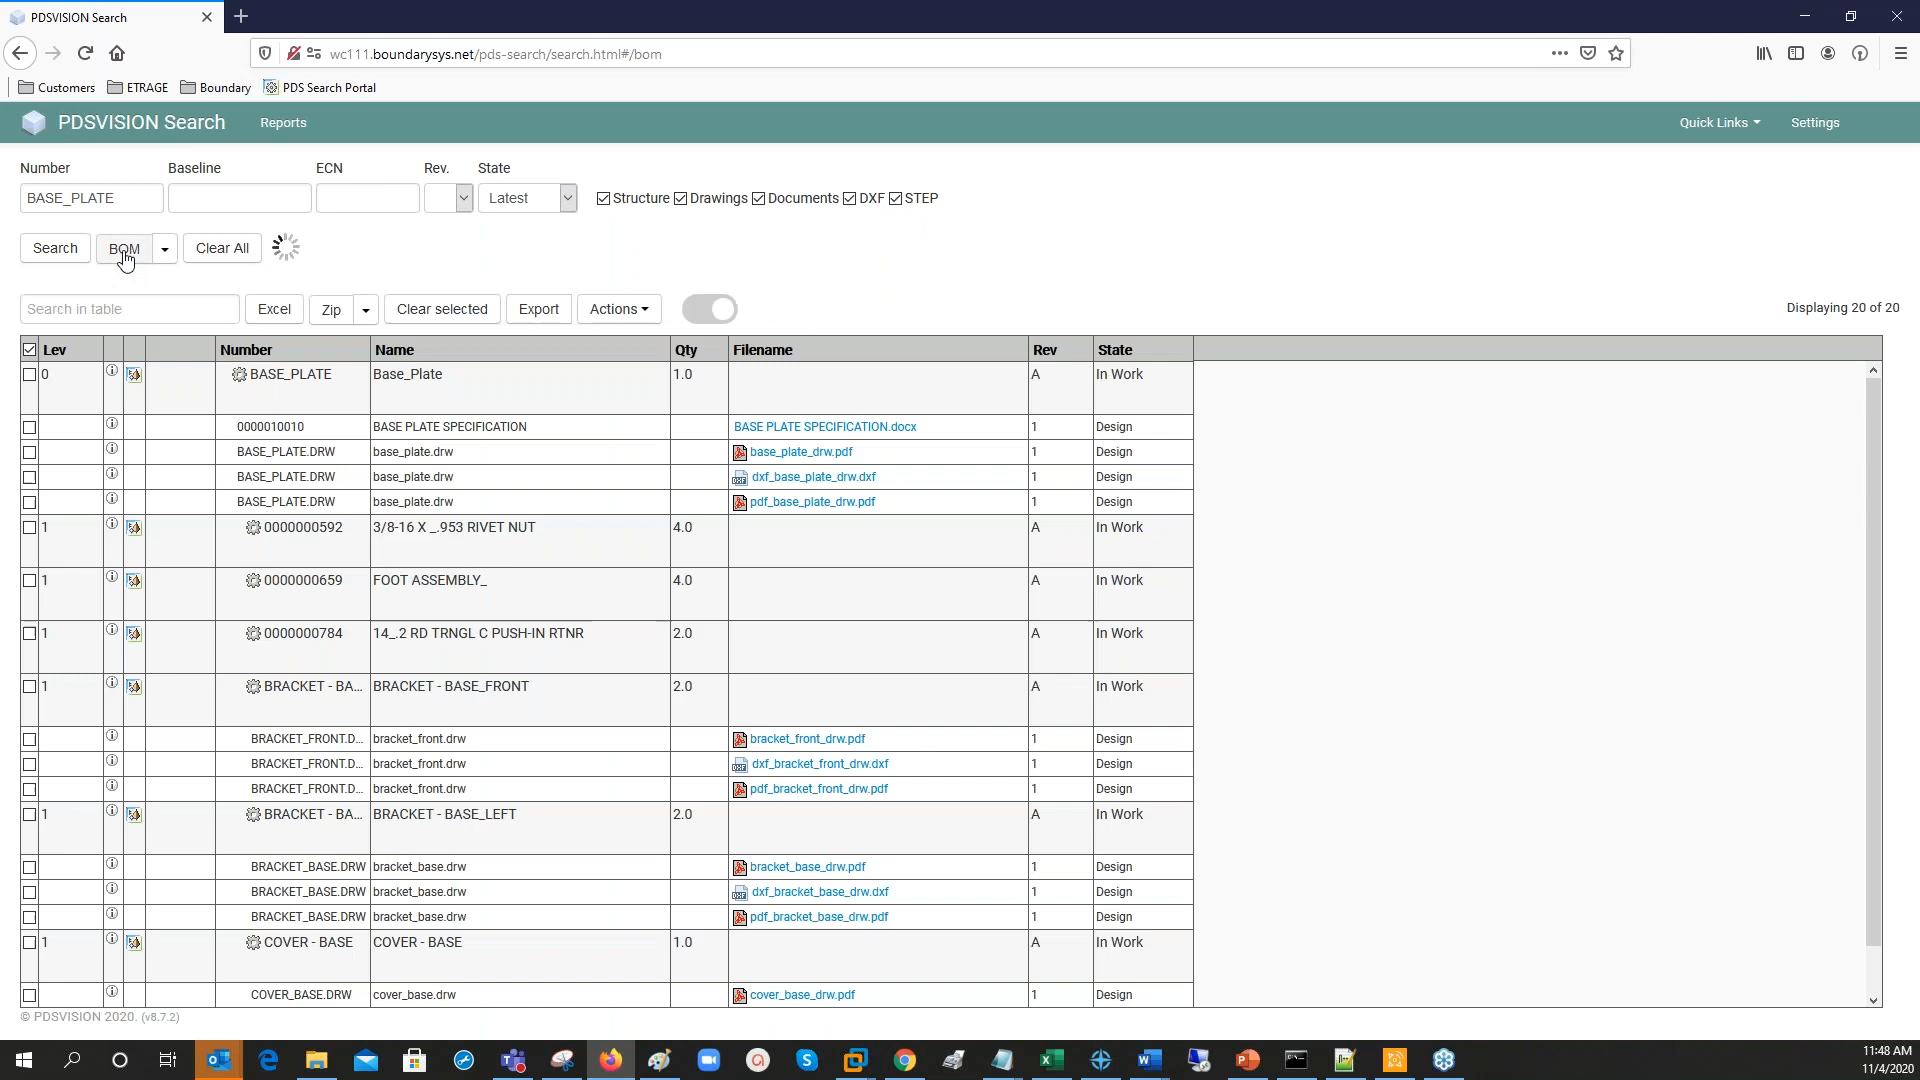 PDSVISION Search
wc111.boundarysys.net/pds-search/search.html#/bom
Customers ETRAGE Boundary PDS Search Portal
PDSVISION Search Reports Quick Links Settings
Number Baseline ECN Rev. State
BASE_PLATE Latest Structure Drawings Documents DXF STEP
Search BOM Clear All
Search in table Excel Zip Clear selected Export Actions Displaying 20 of 20
Lev Number Name Qty Filename Rev State
0 BASE_PLATE Base_Plate 1.0 A In Work
0000010010 BASE PLATE SPECIFICATION BASE PLATE SPECIFICATION.docx 1 Design
BASE_PLATE.DRW base_plate.drw base_plate_drw.pdf 1 Design
BASE_PLATE.DRW base_plate.drw dxf_base_plate_drw.dxf 1 Design
BASE_PLATE.DRW base_plate.drw pdf_base_plate_drw.pdf 1 Design
1 0000000592 3/8-16 X _.953 RIVET NUT 4.0 A In Work
1 0000000659 FOOT ASSEMBLY_ 4.0 A In Work
1 0000000784 14_.2 RD TRNGL C PUSH-IN RTNR 2.0 A In Work
1 BRACKET - BA... BRACKET - BASE_FRONT 2.0 A In Work
BRACKET_FRONT.D... bracket_front.drw bracket_front_drw.pdf 1 Design
BRACKET_FRONT.D... bracket_front.drw dxf_bracket_front_drw.dxf 1 Design
BRACKET_FRONT.D... bracket_front.drw pdf_bracket_front_drw.pdf 1 Design
1 BRACKET - BA... BRACKET - BASE_LEFT 2.0 A In Work
BRACKET_BASE.DRW bracket_base.drw bracket_base_drw.pdf 1 Design
BRACKET_BASE.DRW bracket_base.drw dxf_bracket_base_drw.dxf 1 Design
BRACKET_BASE.DRW bracket_base.drw pdf_bracket_base_drw.pdf 1 Design
1 COVER - BASE COVER - BASE 1.0 A In Work
COVER_BASE.DRW cover_base.drw cover_base_drw.pdf 1 Design
© PDSVISION 2020. (v8.7.2)
11:48 AM
11/4/2020